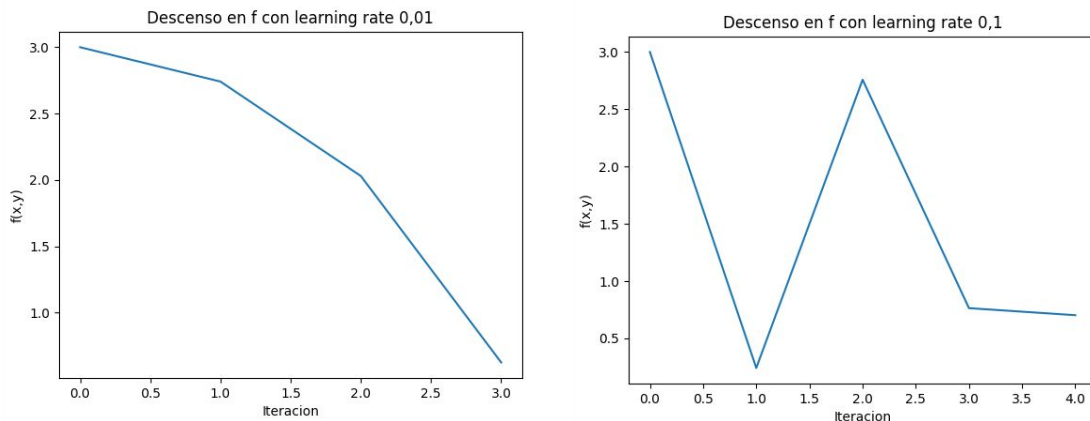 Descenso en f con learning rate 0,01
3.0
2.5
2.0
1.5
1.0
f(x,y)
0.0 0.5 1.0 1.5 2.0 2.5 3.0
Iteracion
Descenso en f con learning rate 0,1
3.0
2.5
2.0
1.5
1.0
0.5
f(x,y)
0.0 0.5 1.0 1.5 2.0 2.5 3.0 3.5 4.0
Iteracion